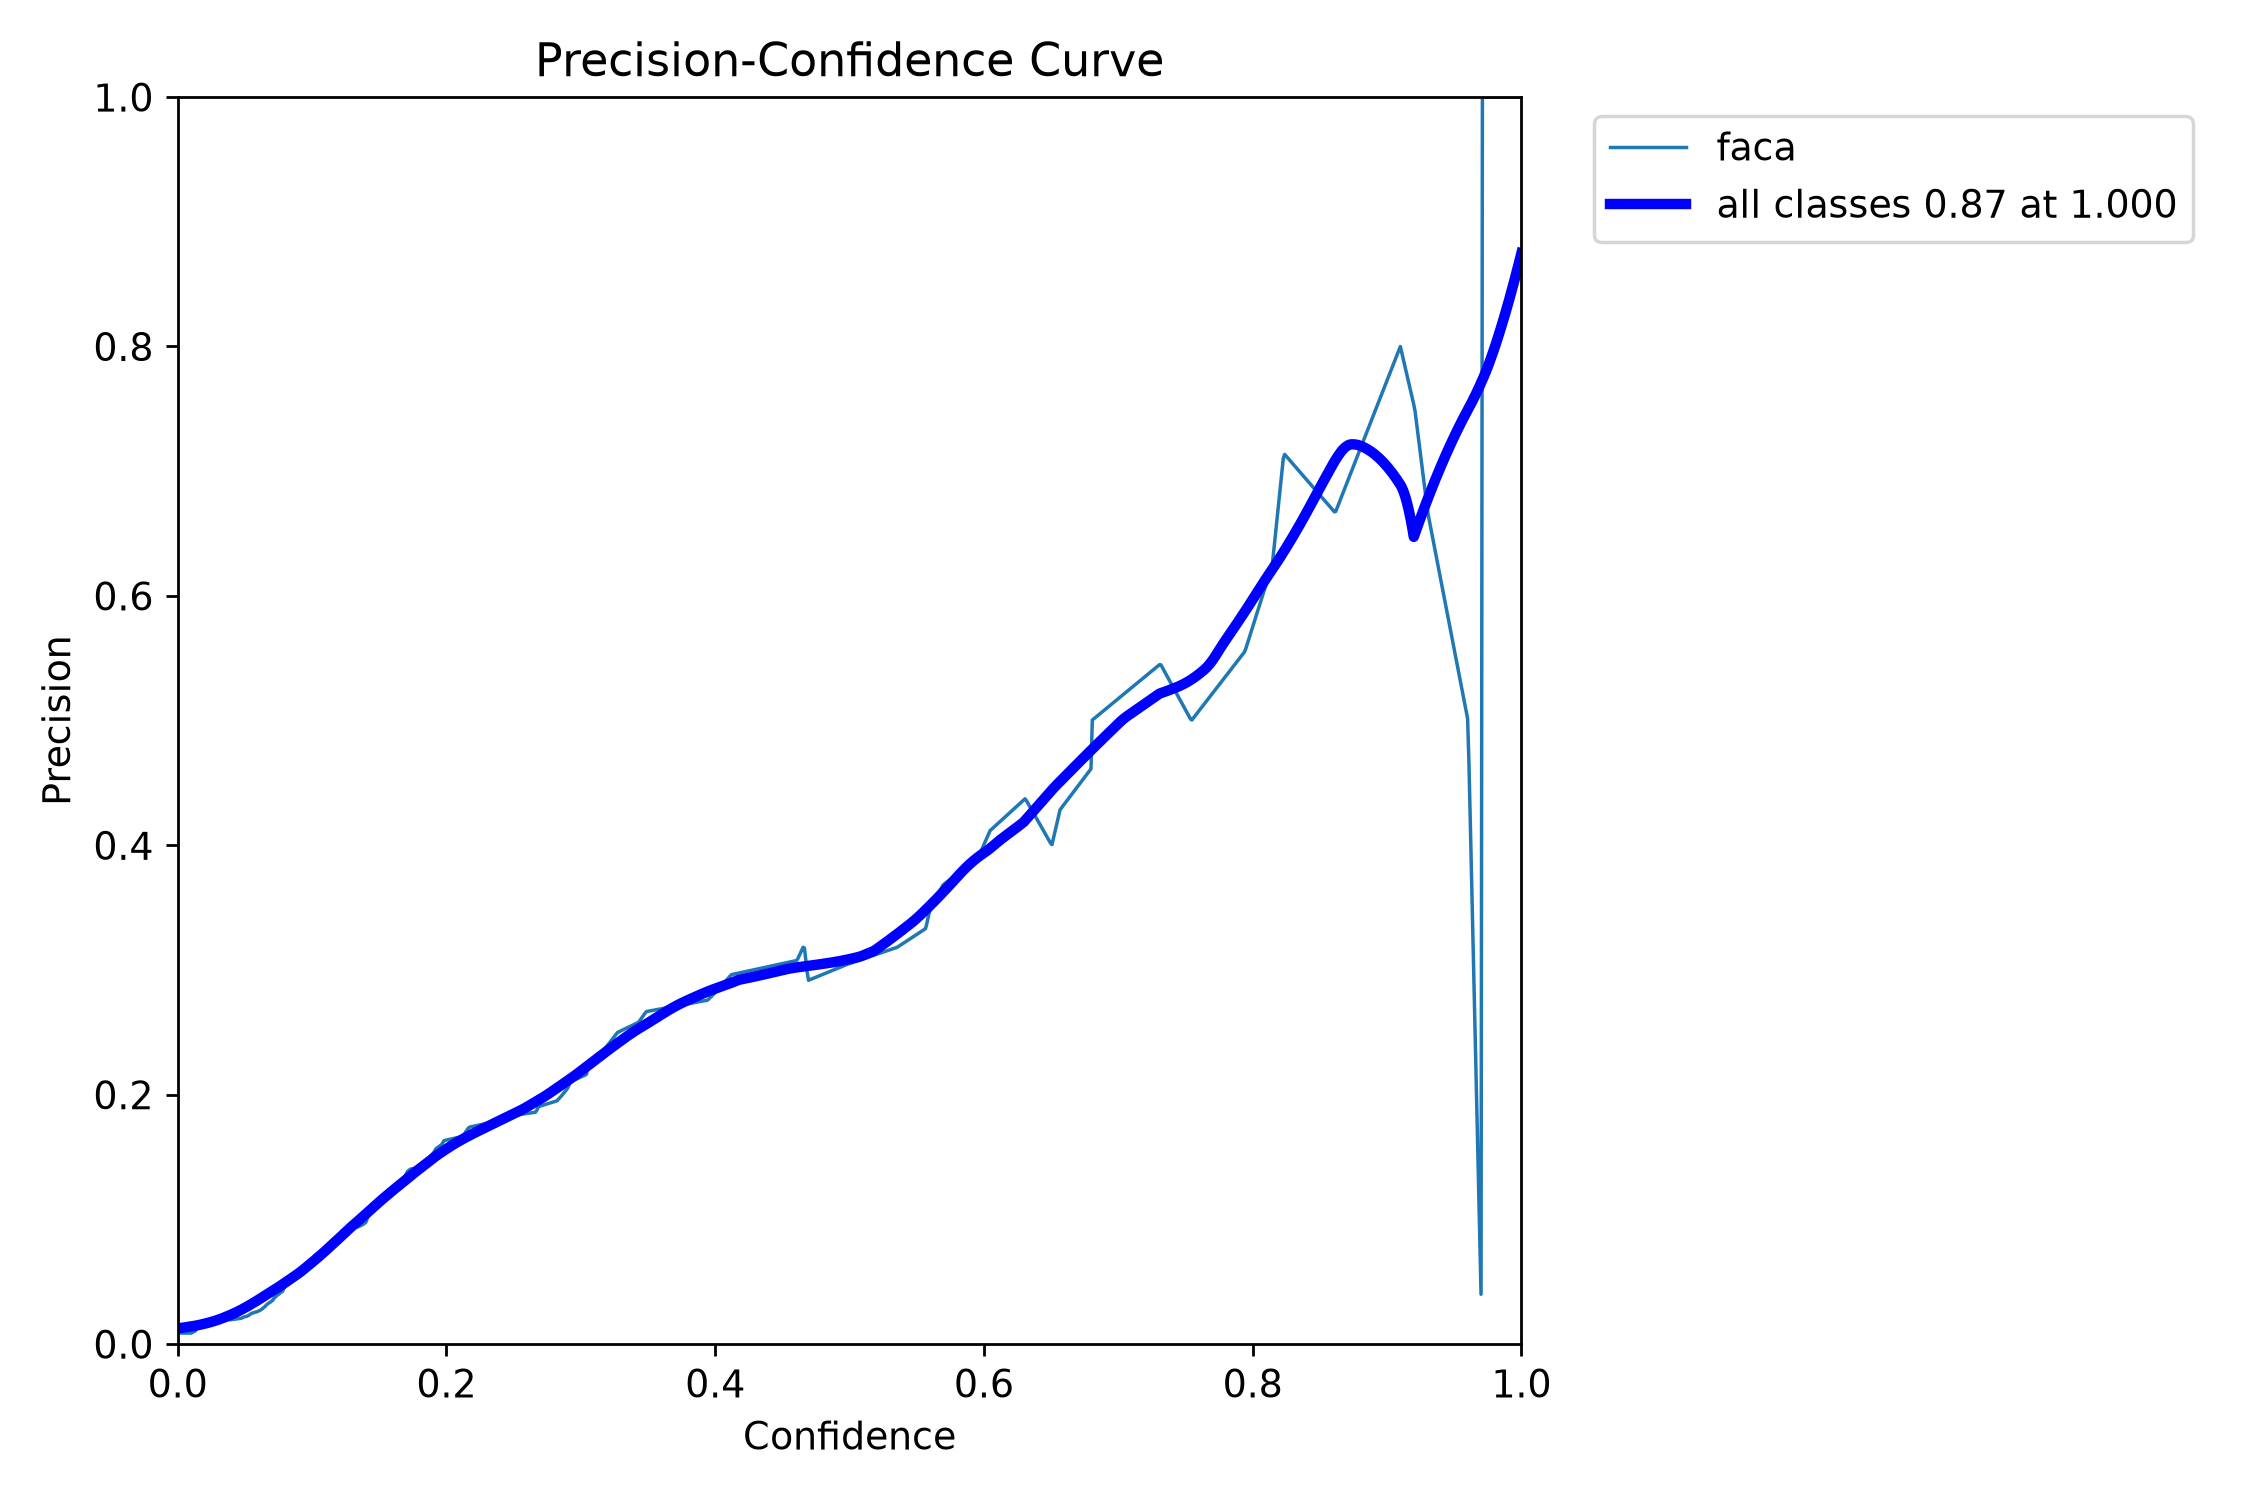 Precision-Confidence Curve
1.0
0.8
0.6
0.4
0.2
0.0
Precision
0.0 0.2 0.4 0.6 0.8 1.0
Confidence
faca
all classes 0.87 at 1.000